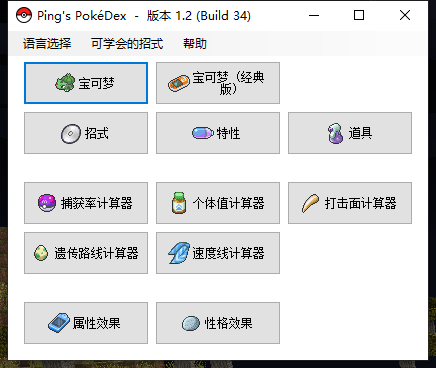 Ping's PokéDex - 版本 1.2 (Build 34)
语言选择 可学会的招式 帮助
宝可梦
宝可梦（经典
版）
招式
特性
道具
捕获率计算器
个体值计算器
打击面计算器
遗传路线计算器
速度线计算器
属性效果
性格效果